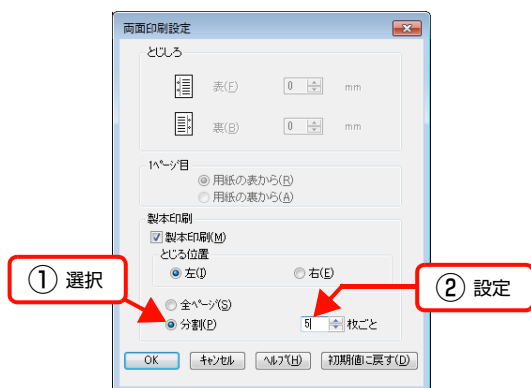 両面印刷設定
とじしろ
表(F) 0 mm
裏(B) 0 mm
1ページ目
用紙の表から(R)
用紙の裏から(A)
製本印刷
製本印刷(M)
とじる位置
左(I) 右(E)
① 選択
② 設定
全ページ(S)
分割(P) 5 枚ごと
OK キャンセル ヘルプ(H) 初期値に戻す(D)